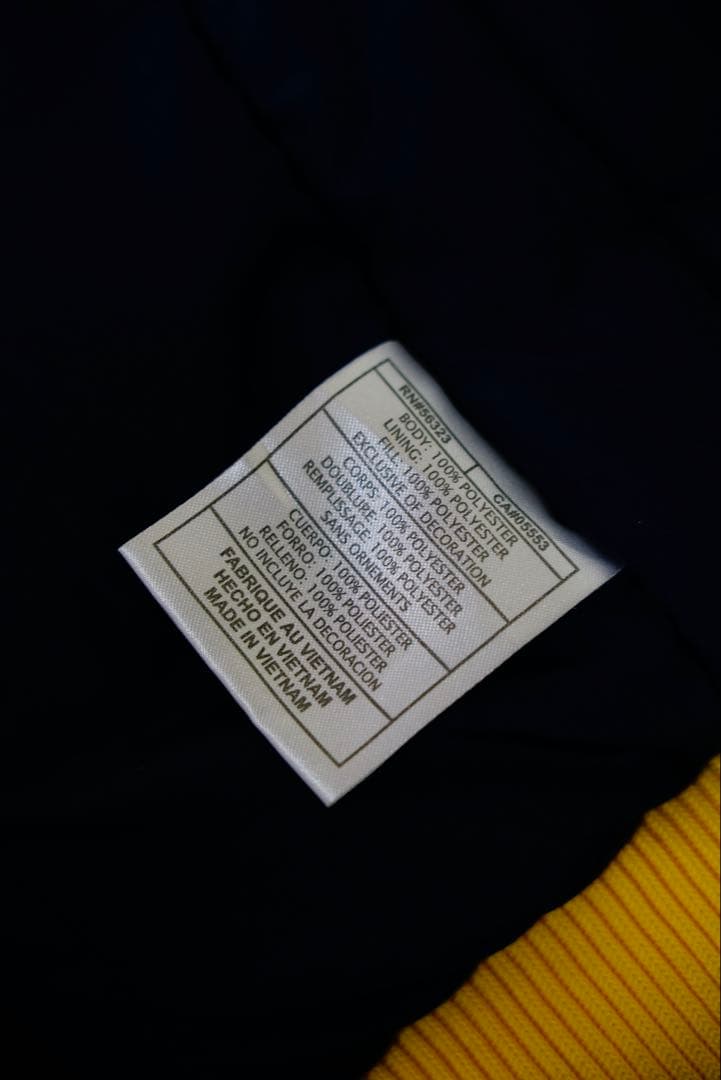 RN#56323 CA#05553
BODY: 100% POLYESTER
LINING: 100% POLYESTER
FILL: 100% POLYESTER
EXCLUSIVE OF DECORATION
CORPS: 100% POLYESTER
DOUBLURE: 100% POLYESTER
REMPLISSAGE: 100% POLYESTER
SANS ORNEMENTS
CUERPO: 100% POLIESTER
FORRO: 100% POLIESTER
RELLENO: 100% POLIESTER
NO INCLUYE LA DECORACION
FABRIQUE AU VIETNAM
HECHO EN VIETNAM
MADE IN VIETNAM